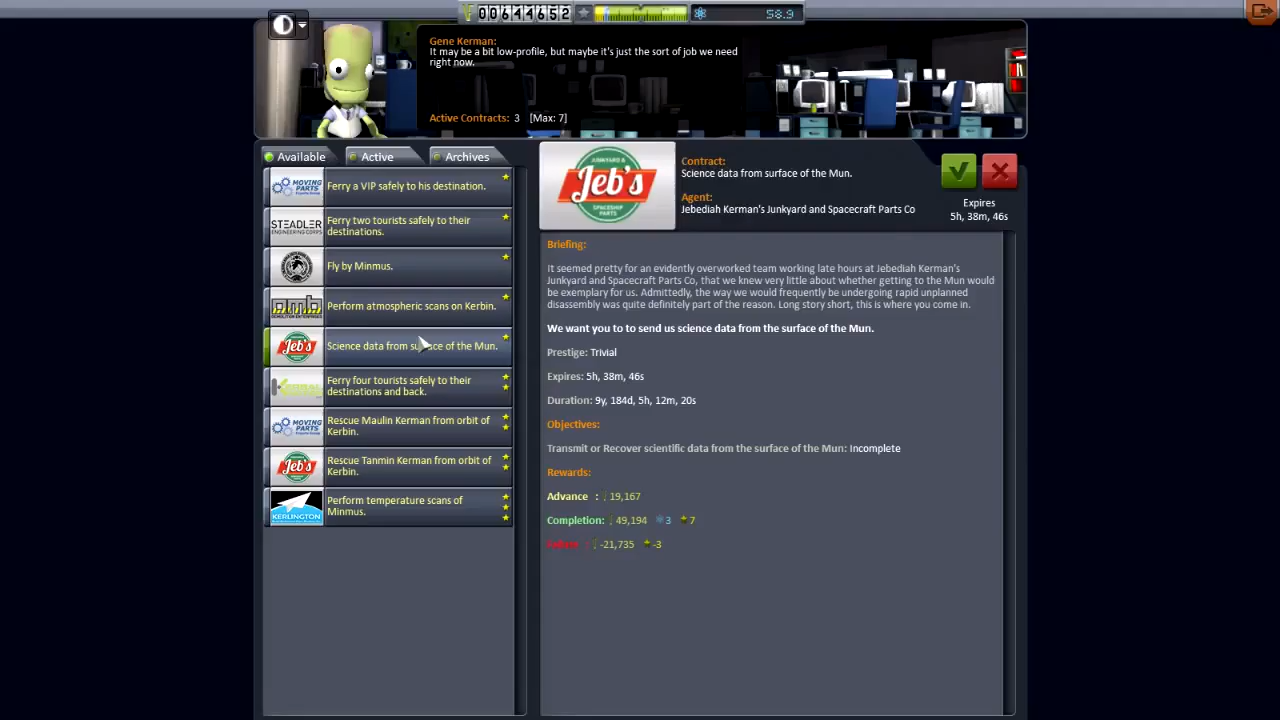 00644652
58.9
Gene Kerman:
It may be a bit low-profile, but maybe it's just the sort of job we need
right now.
Active Contracts: 3 [Max: 7]
Available
Active
Archives
Ferry a VIP safely to his destination.
STEADLER
Ferry two tourists safely to their
destinations.
Fly by Minmus.
Perform atmospheric scans on Kerbin.
Jeb's
Science data from surface of the Mun.
Ferry four tourists safely to their
destinations and back.
MOVING
PARTS
Rescue Maulin Kerman from orbit of
Kerbin.
Jeb's
Rescue Tanmin Kerman from orbit of
Kerbin.
KERLINGTON
Perform temperature scans of
Minmus.
JUNKYARD &
Jeb's
SPACESHIP
PARTS
Contract:
Science data from surface of the Mun.
Agent:
Jebediah Kerman's Junkyard and Spacecraft Parts Co
Expires
5h, 38m, 46s
Briefing:
It seemed pretty for an evidently overworked team working late hours at Jebediah Kerman's
Junkyard and Spacecraft Parts Co, that we knew very little about whether getting to the Mun would
be exemplary for us. Admittedly, the way we would frequently be undergoing rapid unplanned
disassembly was quite definitely part of the reason. Long story short, this is where you come in.
We want you to to send us science data from the surface of the Mun.
Prestige: Trivial
Expires: 5h, 38m, 46s
Duration: 9y, 184d, 5h, 12m, 20s
Objectives:
Transmit or Recover scientific data from the surface of the Mun: Incomplete
Rewards:
Advance : 19,167
Completion: 49,194 3 7
-21,735 -3